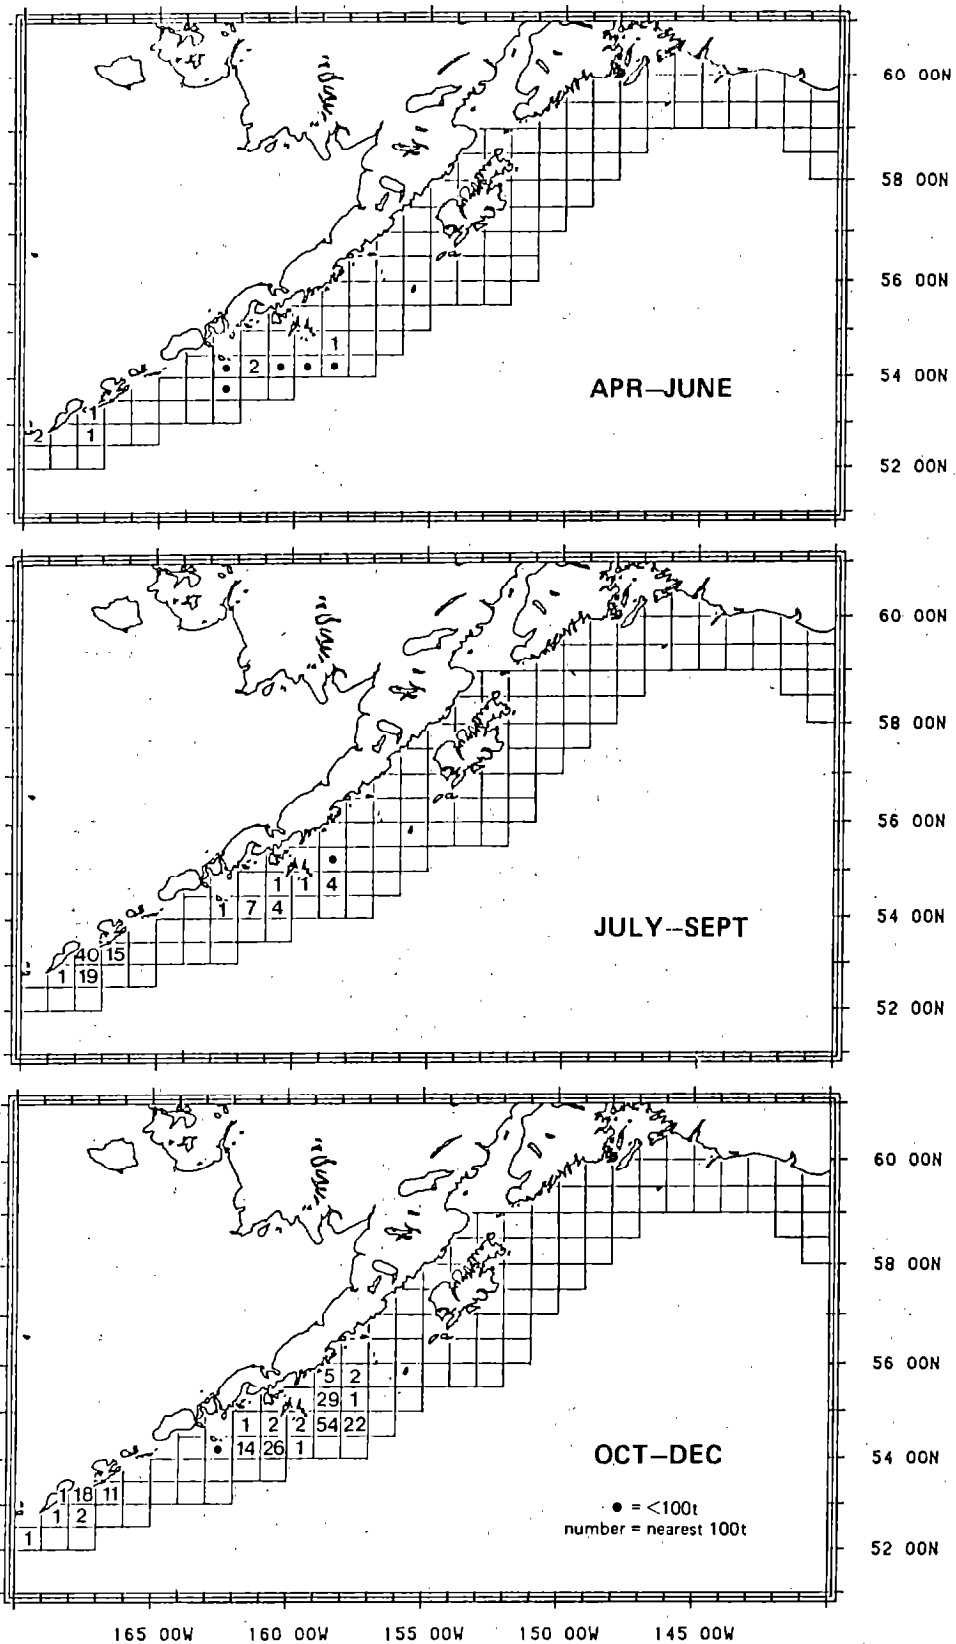 60 00N
58 00N
56 00N
1
2
54 00N
APR–JUNE
1
2
1
52 00N
60 00N
58 00N
56 00N
1 1 4
1 7 4
54 00N
JULY–SEPT
40 15
1 19
52 00N
60 00N
58 00N
56 00N
5 2
29 1
1 2 2 54 22
14 26 1
54 00N
OCT–DEC
1 18 11
● = <100t
1 2
number = nearest 100t
1
52 00N
165 00W 160 00W 155 00W 150 00W 145 00W